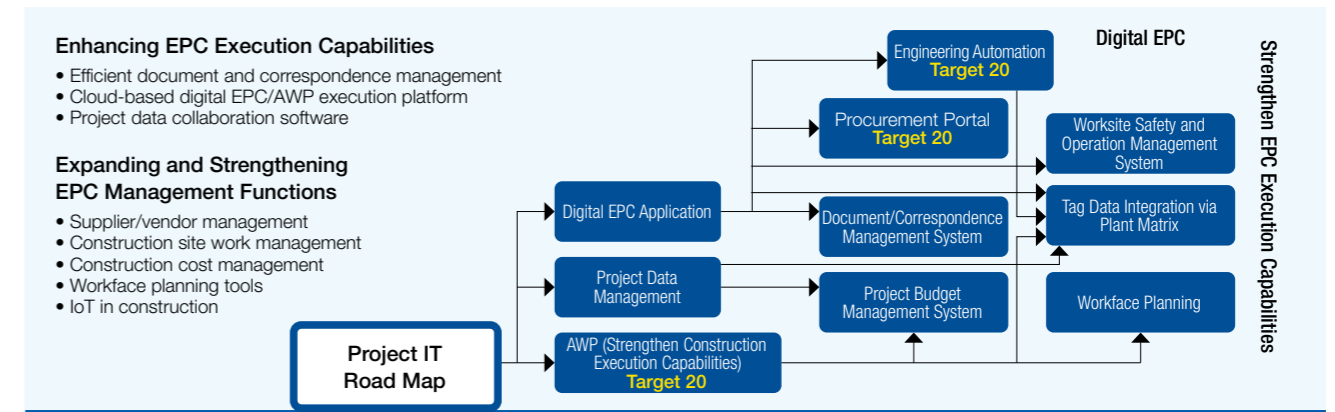 Enhancing EPC Execution Capabilities
• Efficient document and correspondence management
• Cloud-based digital EPC/AWP execution platform
• Project data collaboration software
Expanding and Strengthening
EPC Management Functions
• Supplier/vendor management
• Construction site work management
• Construction cost management
• Workface planning tools
• IoT in construction
Project IT
Road Map
Digital EPC Application
Project Data
Management
AWP (Strengthen Construction
Execution Capabilities)
Target 20
Engineering Automation
Target 20
Procurement Portal
Target 20
Document/Correspondence
Management System
Project Budget
Management System
Digital EPC
Worksite Safety and
Operation Management
System
Tag Data Integration via
Plant Matrix
Workface Planning
Strengthen EPC Execution Capabilities